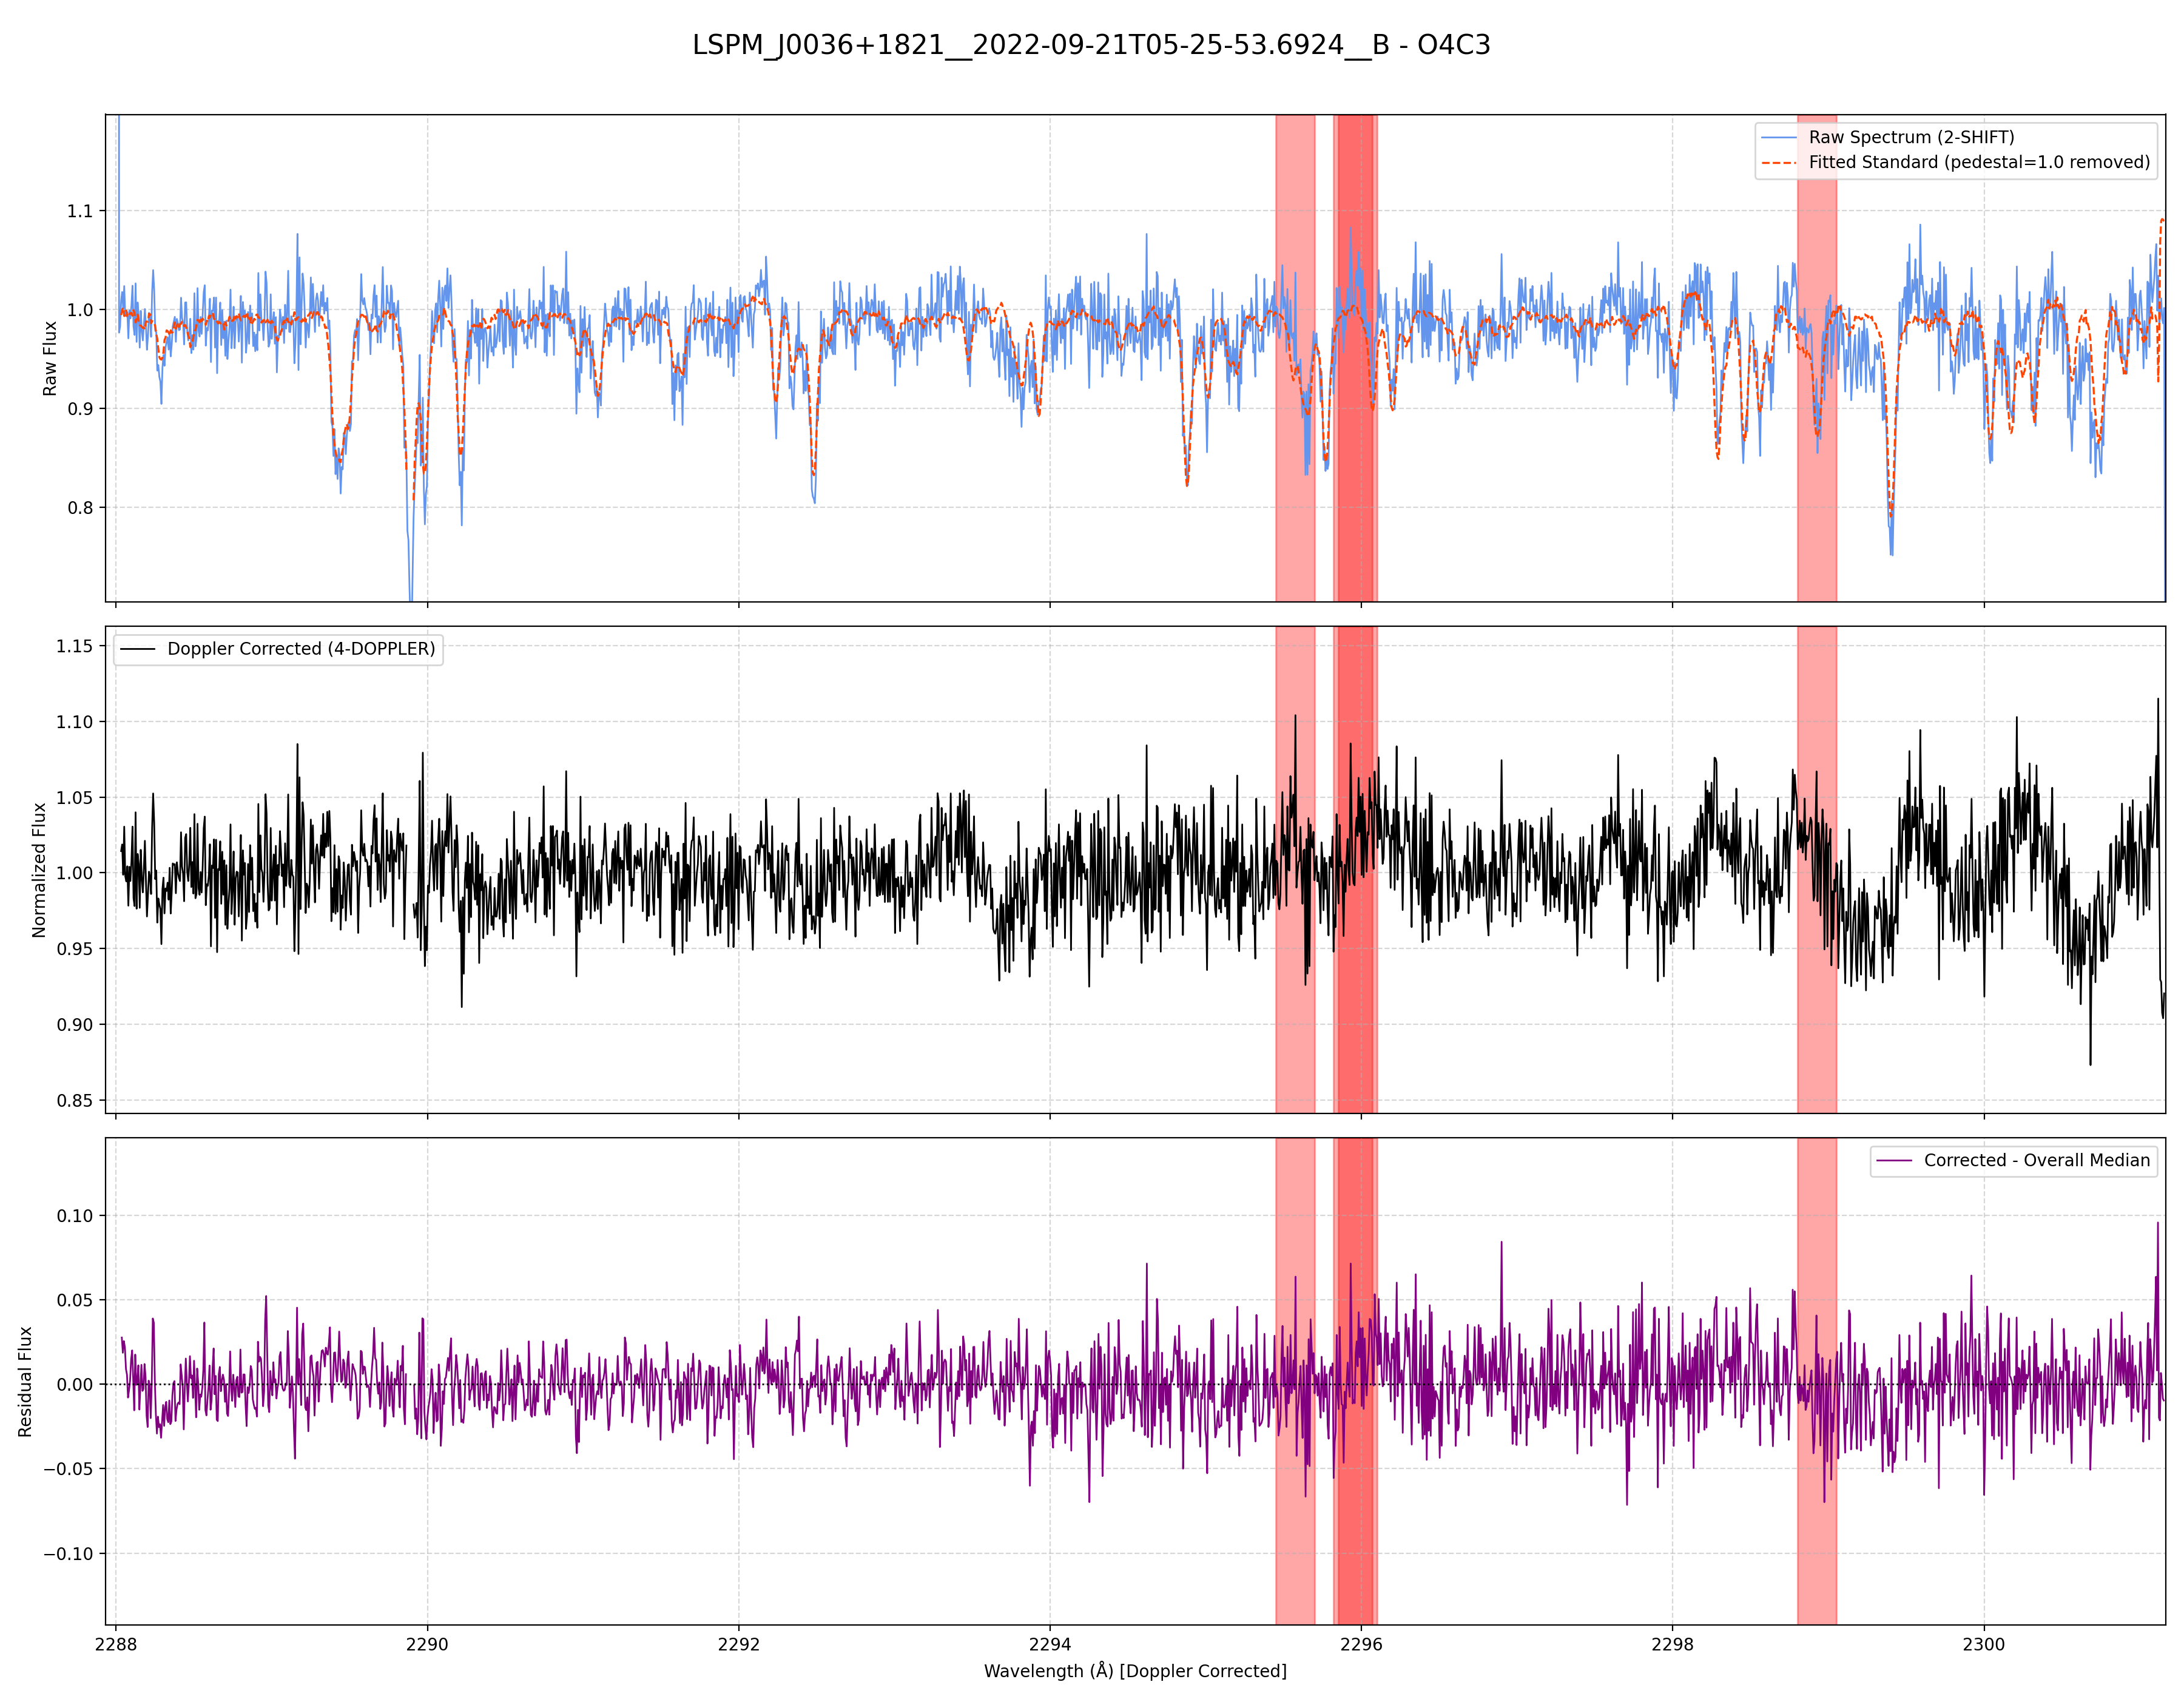 LSPM_J0036+1821__2022-09-21T05-25-53.6924__B - O4C3
Raw Spectrum (2-SHIFT)
Fitted Standard (pedestal=1.0 removed)
1.1
1.0
0.9
0.8
Raw Flux
Doppler Corrected (4-DOPPLER)
1.15
1.10
1.05
1.00
0.95
0.90
0.85
Normalized Flux
Corrected - Overall Median
0.10
0.05
0.00
−0.05
−0.10
Residual Flux
2288 2290 2292 2294 2296 2298 2300
Wavelength (Å) [Doppler Corrected]